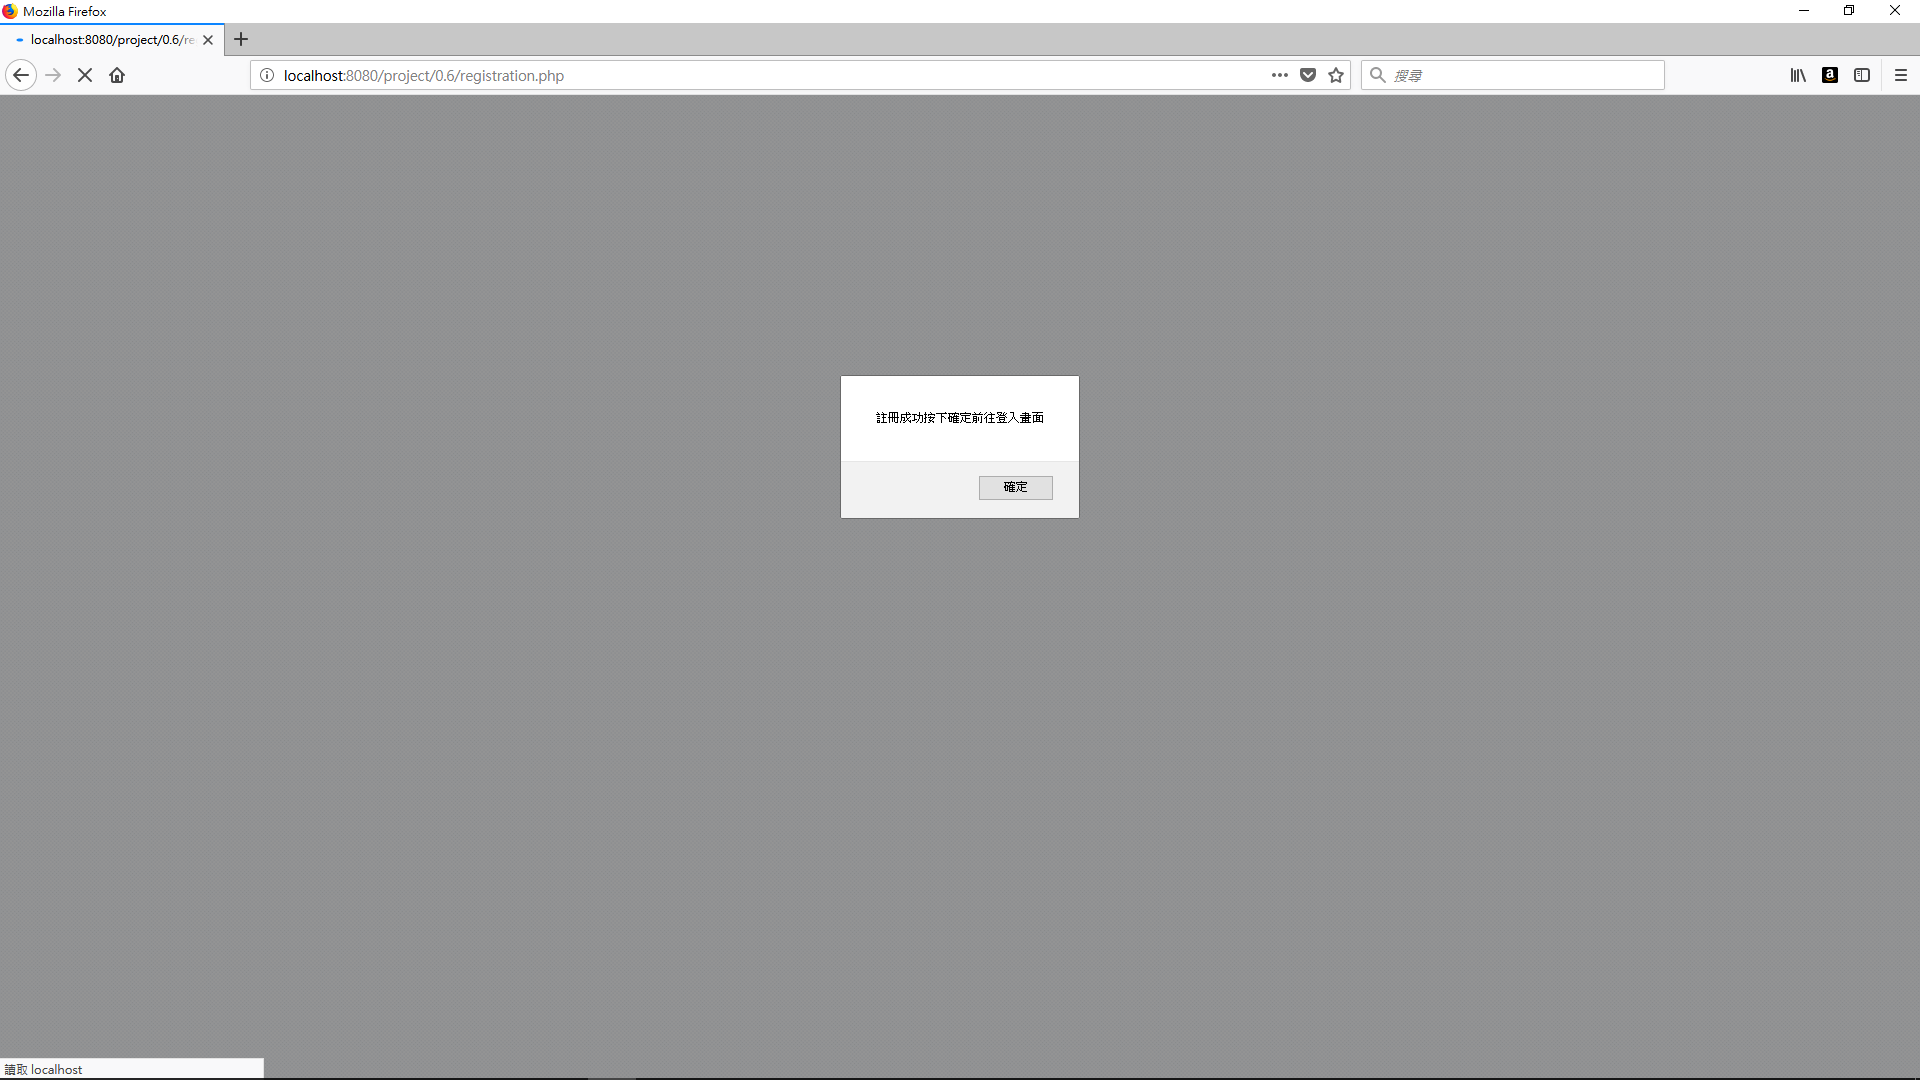 Mozilla Firefox
localhost:8080/project/0.6/re
localhost:8080/project/0.6/registration.php
搜尋
註冊成功按下確定前往登入畫面
確定
讀取 localhost